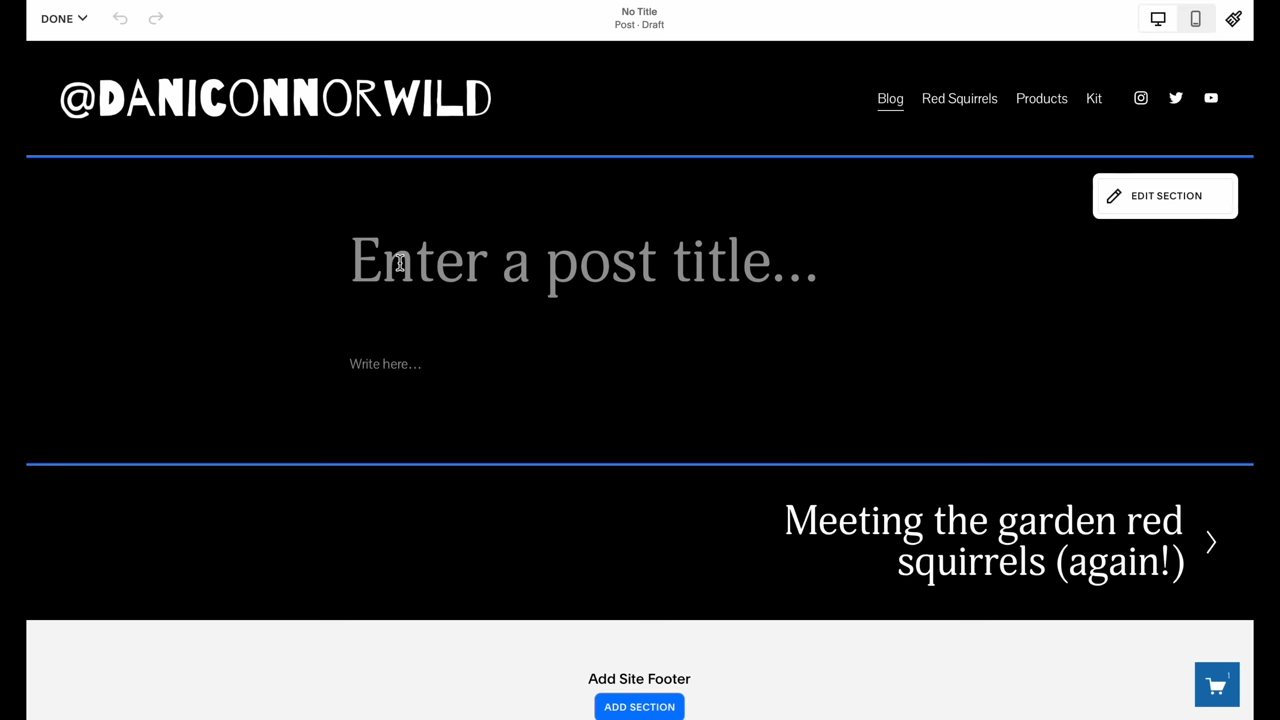 DONE
No Title
Post · Draft
@DANICONNORWILD
Blog Red Squirrels Products Kit
EDIT SECTION
Enter a post title...
Write here...
Meeting the garden red
squirrels (again!)
Add Site Footer
1
ADD SECTION